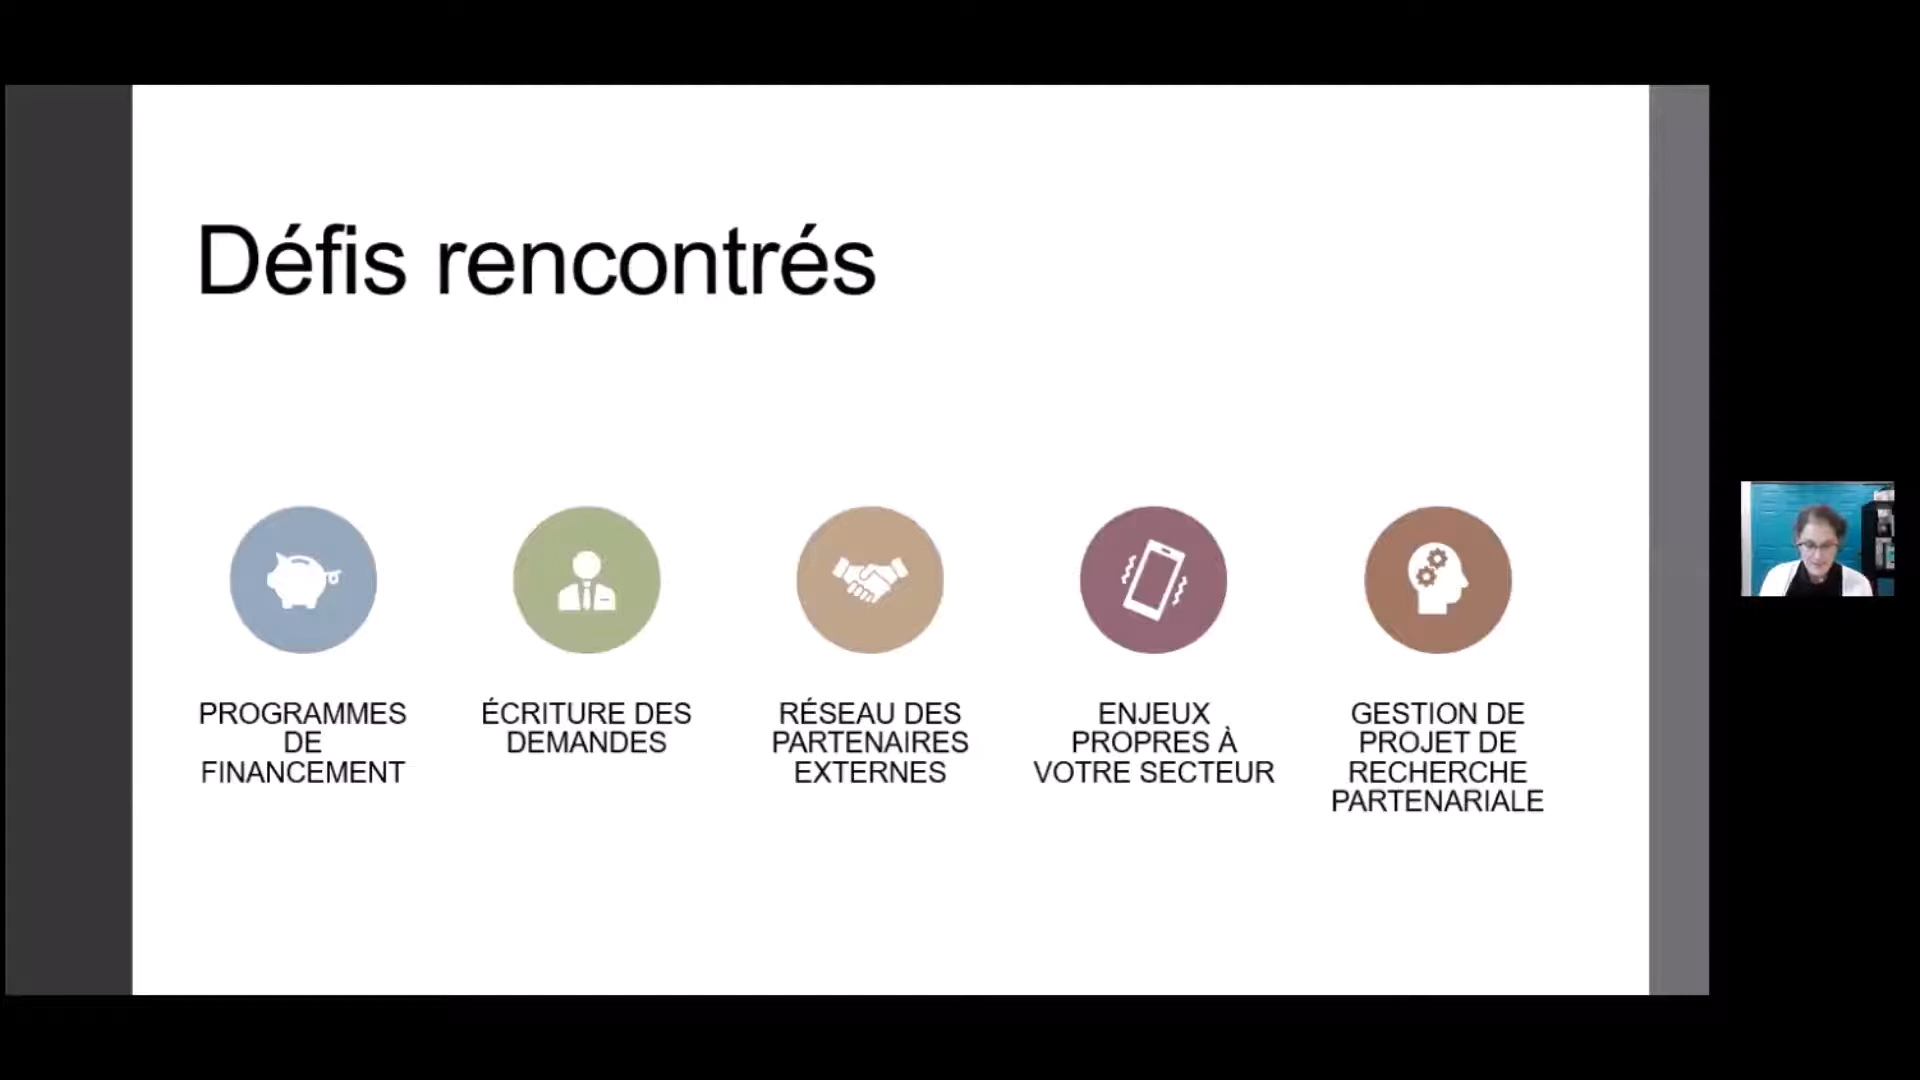 Défis rencontrés
PROGRAMMES
DE
FINANCEMENT
ÉCRITURE DES
DEMANDES
RÉSEAU DES
PARTENAIRES
EXTERNES
ENJEUX
PROPRES À
VOTRE SECTEUR
GESTION DE
PROJET DE
RECHERCHE
PARTENARIALE